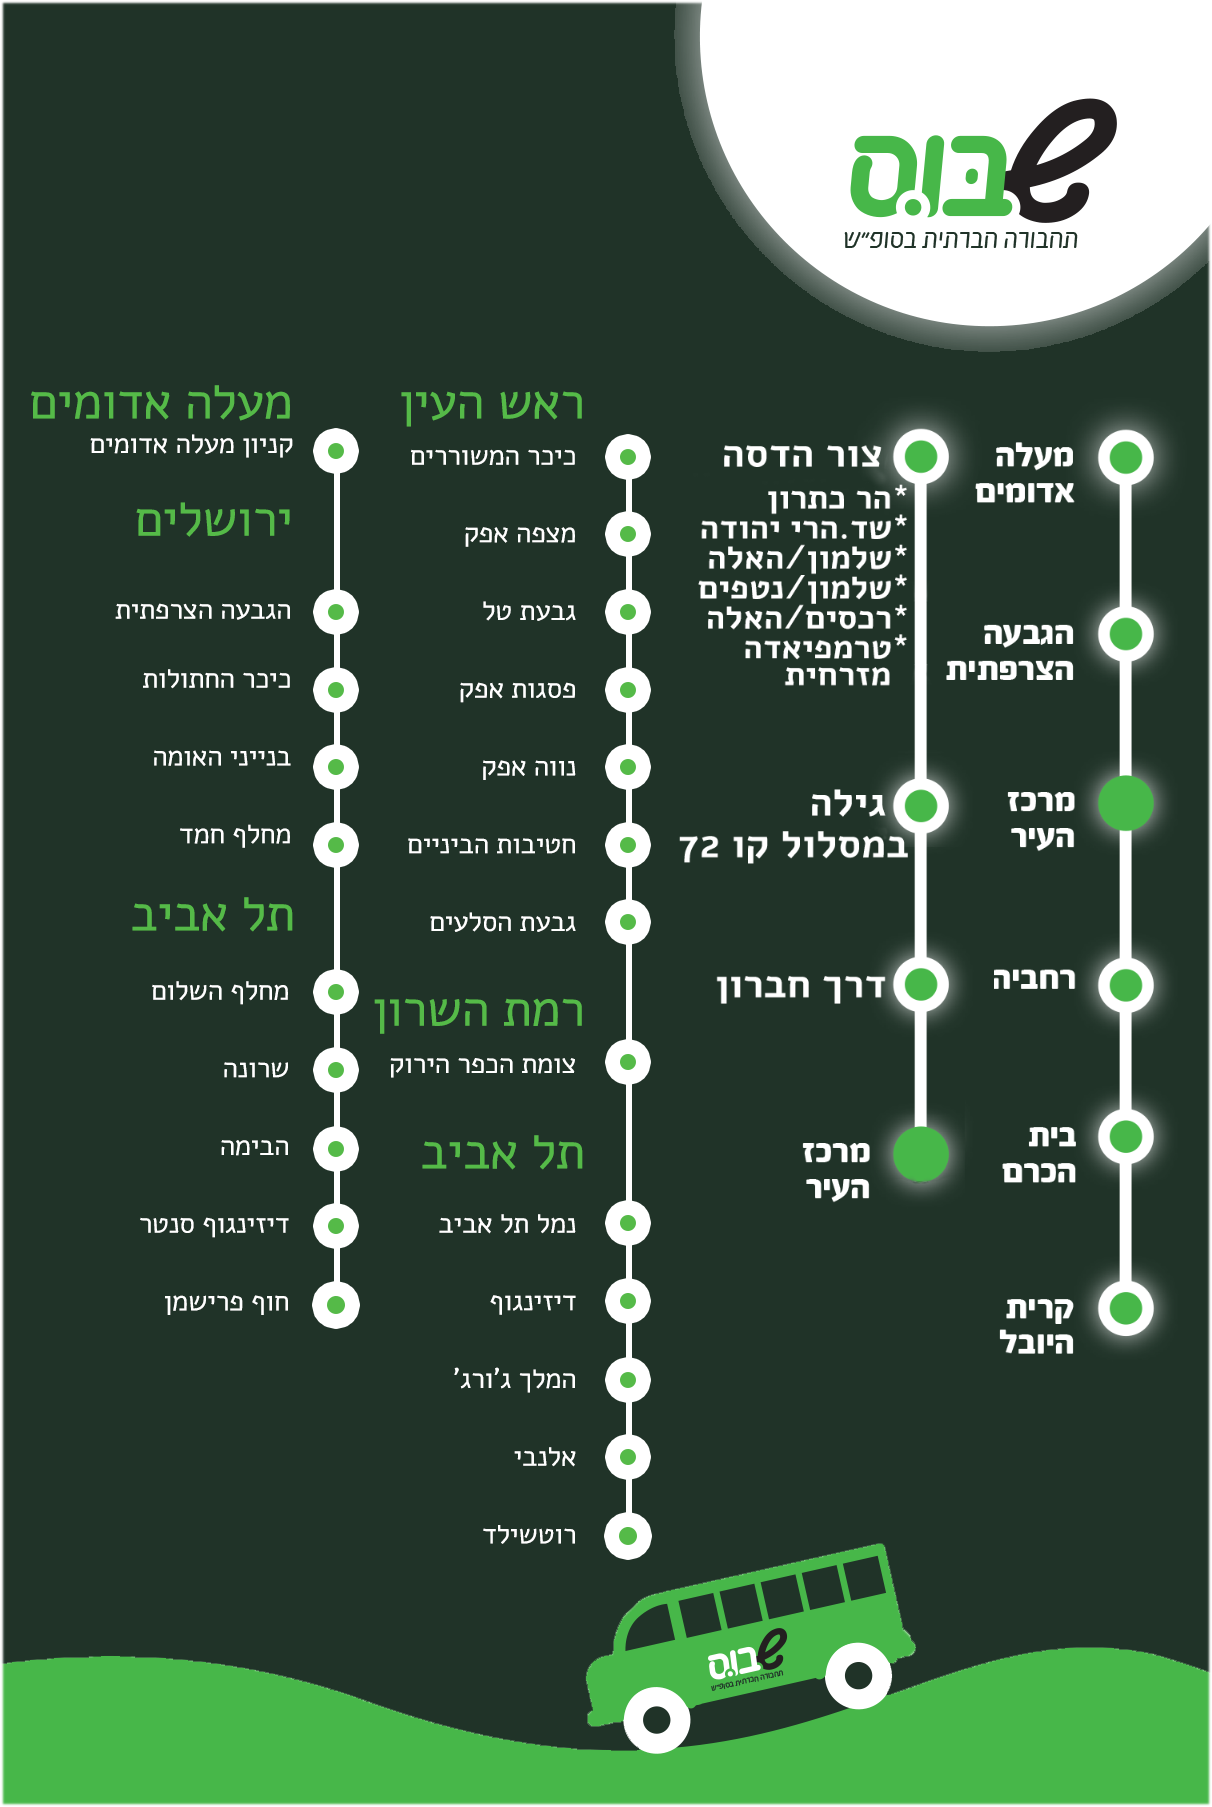 שבוס
תחבורה חברתית בסופ״ש
מעלה
אדומים
הגבעה
הצרפתית
מרכז
העיר
רחביה
בית
הכרם
קרית
היובל
צור הדסה
*הר כתרון
*שד.הרי יהודה
*שלמון/האלה
*שלמון/נטפים
*רכסים/האלה
*טרמפיאדה
מזרחית
גילה
במסלול קו 72
דרך חברון
מרכז
העיר
ראש העין
כיכר המשוררים
מצפה אפק
גבעת טל
פסגות אפק
נווה אפק
חטיבות הביניים
גבעת הסלעים
רמת השרון
צומת הכפר הירוק
תל אביב
נמל תל אביב
דיזינגוף
המלך ג'ורג'
אלנבי
רוטשילד
מעלה אדומים
קניון מעלה אדומים
ירושלים
הגבעה הצרפתית
כיכר החתולות
בנייני האומה
מחלף חמד
תל אביב
מחלף השלום
שרונה
הבימה
דיזינגוף סנטר
חוף פרישמן
שבוס
תחבורה חברתית בסופ״ש